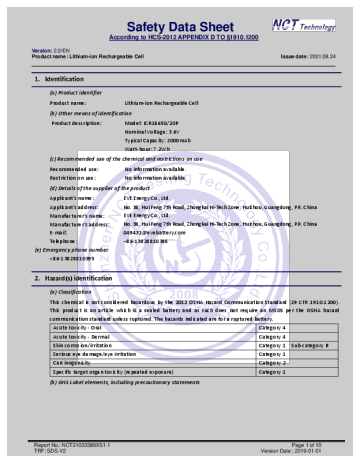 Safety Data Sheet
NCT Technology
According to HCS-2012 APPENDIX D TO §1910.1200
Version: 2.0/EN
Product name: Lithium-ion Rechargeable Cell Issue date: 2021.08.24
1. Identification
(a) Product identifier
Product name: Lithium-ion Rechargeable Cell
(b) Other means of identification
Product description: Model: ICR18650/20P
Nominal Voltage: 3.6V
Typical Capacity: 2000mAh
Watt-hour: 7.2Wh
(c) Recommended use of the chemical and restrictions on use
Recommended use: No information available
Restriction on use: No information available
(d) Details of the supplier of the product
Applicant's name: EVE Energy Co., Ltd.
Applicant's address: No. 38, Hui Feng 7th Road, Zhongkai Hi-Tech Zone, Huizhou, Guangdong, P.R. China
Manufacturer's name: EVE Energy Co., Ltd.
Manufacturer's address: No. 38, Hui Feng 7th Road, Zhongkai Hi-Tech Zone, Huizhou, Guangdong, P.R. China
E-mail: @evebattery.com
Telephone: +86-13828810395
(e) Emergency phone number
+86-13828810395
2. Hazard(s) identification
(a) Classification
This chemical is not considered hazardous by the 2012 OSHA Hazard Communication Standard (29 CFR 1910.1200).
This product is an article which is a sealed battery and as such does not require an MSDS per the OSHA hazard
communication standard unless ruptured. The hazards indicated are for a ruptured battery.
Acute toxicity - Oral Category 4
Acute toxicity - Dermal Category 4
Skin corrosion/irritation Category 1 Sub-category B
Serious eye damage/eye irritation Category 1
Carcinogenicity Category 2
Specific target organ toxicity (repeated exposure) Category 1
(b) GHS Label elements, including precautionary statements
Report No.: NCT21033389XS1-1 Page 1 of 10
TRF: SDS-V2 Version Date: 2019-01-01